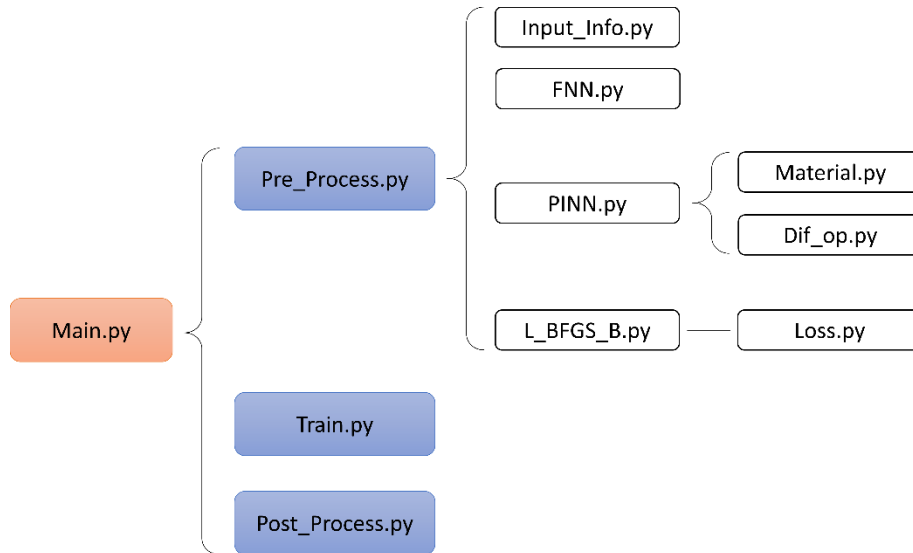 Input_Info.py
FNN.py
Pre_Process.py
Material.py
PINN.py
Dif_op.py
Main.py
L_BFGS_B.py
Loss.py
Train.py
Post_Process.py